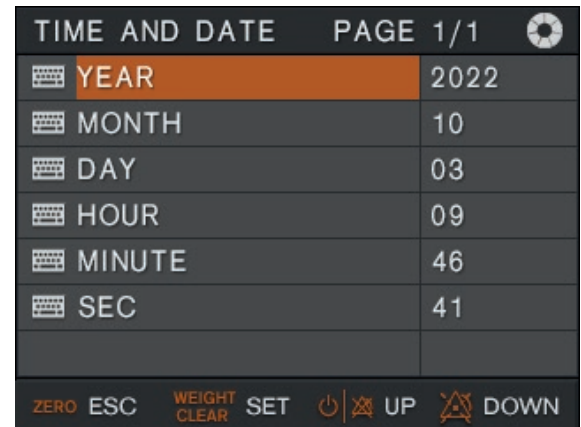 TIME AND DATE PAGE 1/1
YEAR 2022
MONTH 10
DAY 03
HOUR 09
MINUTE 46
SEC 41
ZERO ESC WEIGHT CLEAR SET UP DOWN